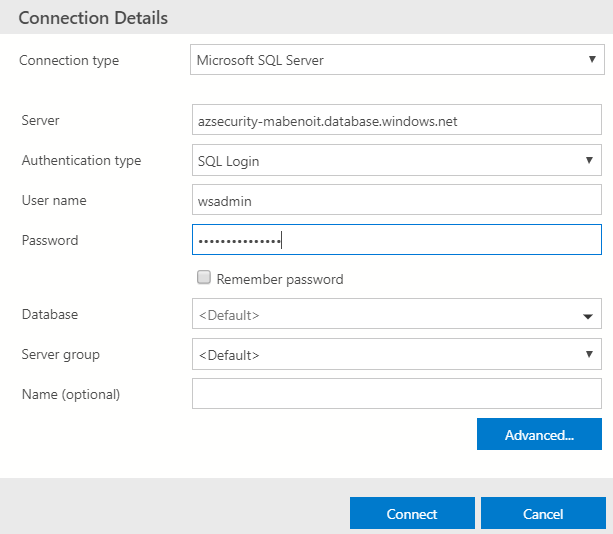 Connection Details
Connection type Microsoft SQL Server
Server azsecurity-mabenoit.database.windows.net
Authentication type SQL Login
User name wsadmin
Password •••••••••••••••
Remember password
Database <Default>
Server group <Default>
Name (optional)
Advanced...
Connect Cancel